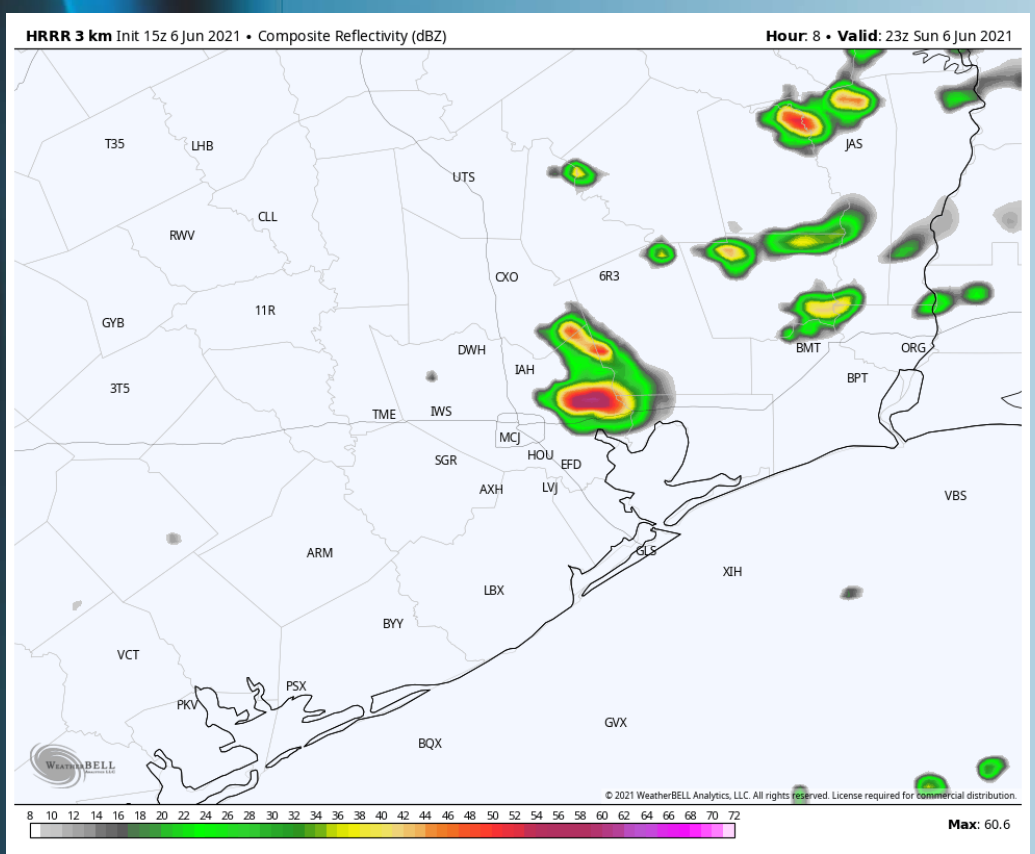 HRRR 3 km Init 15z 6 Jun 2021 • Composite Reflectivity (dBZ)
Hour: 8 • Valid: 23z Sun 6 Jun 2021
T35
LHB
JAS
UTS
CLL
RWV
CXO
6R3
11R
GYB
DWH
BMT
ORG
IAH
BPT
3T5
TME
IWS
MCJ
HOU
SGR
EFD
AXH
LVJ
VBS
ARM
GLS
XIH
LBX
BYY
VCT
PSX
PKV
GVX
BQX
WEATHERBELL
© 2021 WeatherBELL Analytics, LLC. All rights reserved. License required for commercial distribution.
8 10 12 14 16 18 20 22 24 26 28 30 32 34 36 38 40 42 44 46 48 50 52 54 56 58 60 62 64 66 68 70 72
Max: 60.6